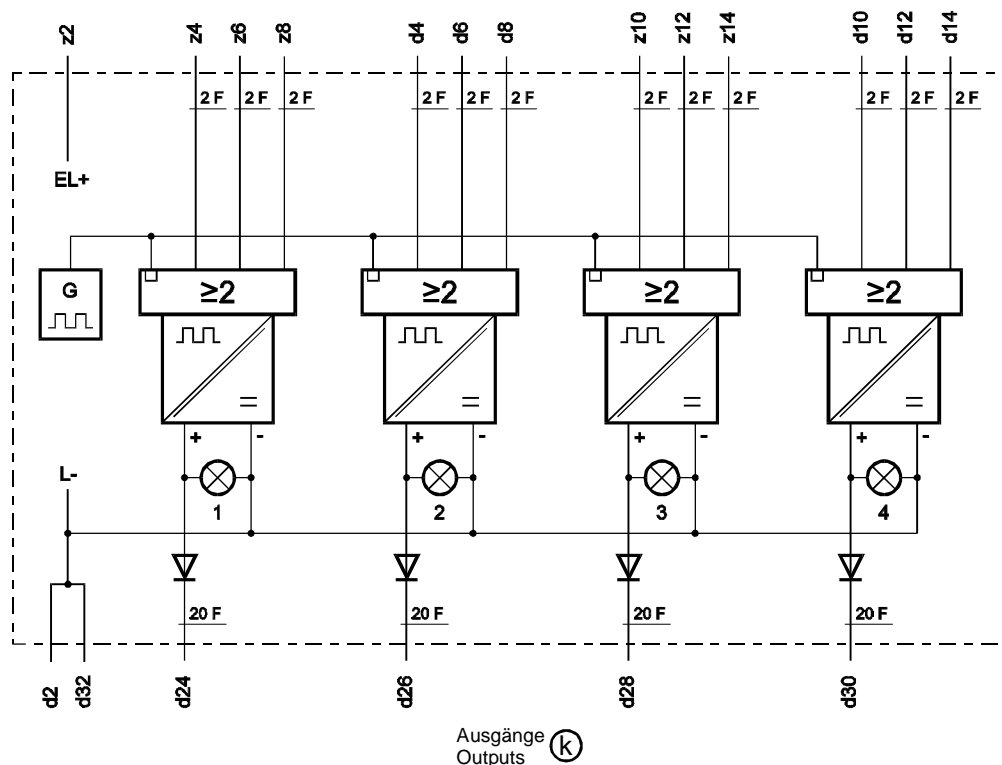 z2 z4 z6 z8 d4 d6 d8 z10 z12 z14 d10 d12 d14
2 F 2 F 2 F 2 F 2 F 2 F 2 F 2 F 2 F 2 F 2 F 2 F
EL+
G ≥2 ≥2 ≥2 ≥2
+ - + - + - + -
L-
1 2 3 4
20 F 20 F 20 F 20 F
d2 d32 d24 d26 d28 d30
Ausgänge k
Outputs